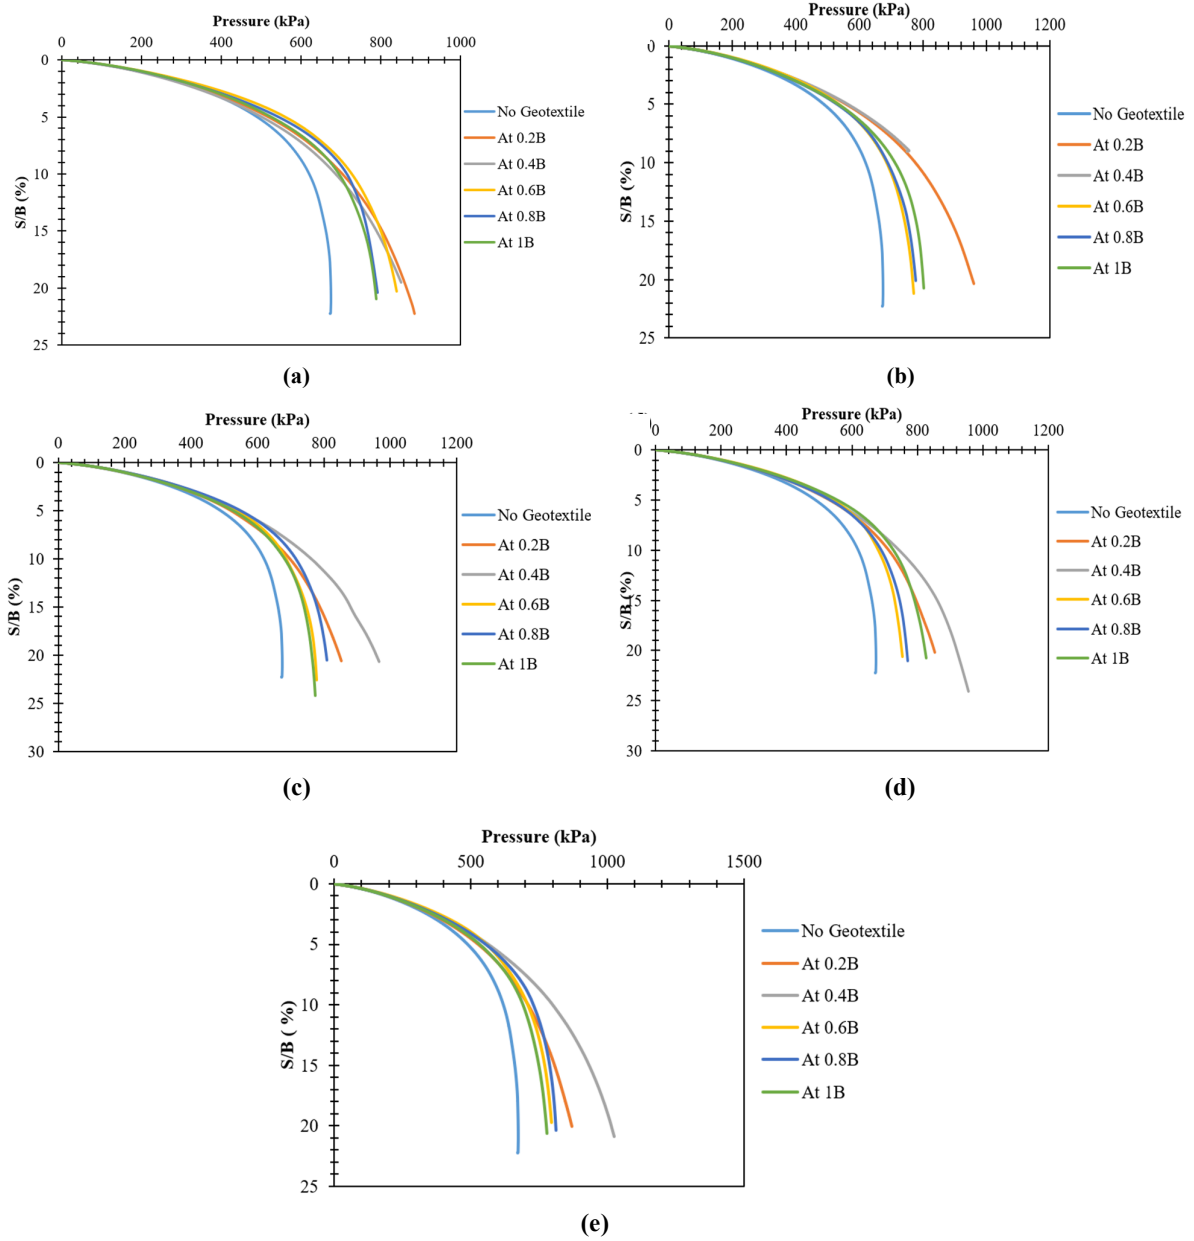 Pressure (kPa)
0 200 400 600 800 1000
0
5
10
15
20
25
S/B (%)
No Geotextile
At 0.2B
At 0.4B
At 0.6B
At 0.8B
At 1B
(a)
Pressure (kPa)
0 200 400 600 800 1000 1200
0
5
10
15
20
25
S/B (%)
No Geotextile
At 0.2B
At 0.4B
At 0.6B
At 0.8B
At 1B
(b)
Pressure (kPa)
0 200 400 600 800 1000 1200
0
5
10
15
20
25
30
S/B (%)
No Geotextile
At 0.2B
At 0.4B
At 0.6B
At 0.8B
At 1B
(c)
Pressure (kPa)
0 200 400 600 800 1000 1200
0
5
10
15
20
25
30
S/B (%)
No Geotextile
At 0.2B
At 0.4B
At 0.6B
At 0.8B
At 1B
(d)
Pressure (kPa)
0 500 1000 1500
0
5
10
15
20
25
S/B ( %)
No Geotextile
At 0.2B
At 0.4B
At 0.6B
At 0.8B
At 1B
(e)